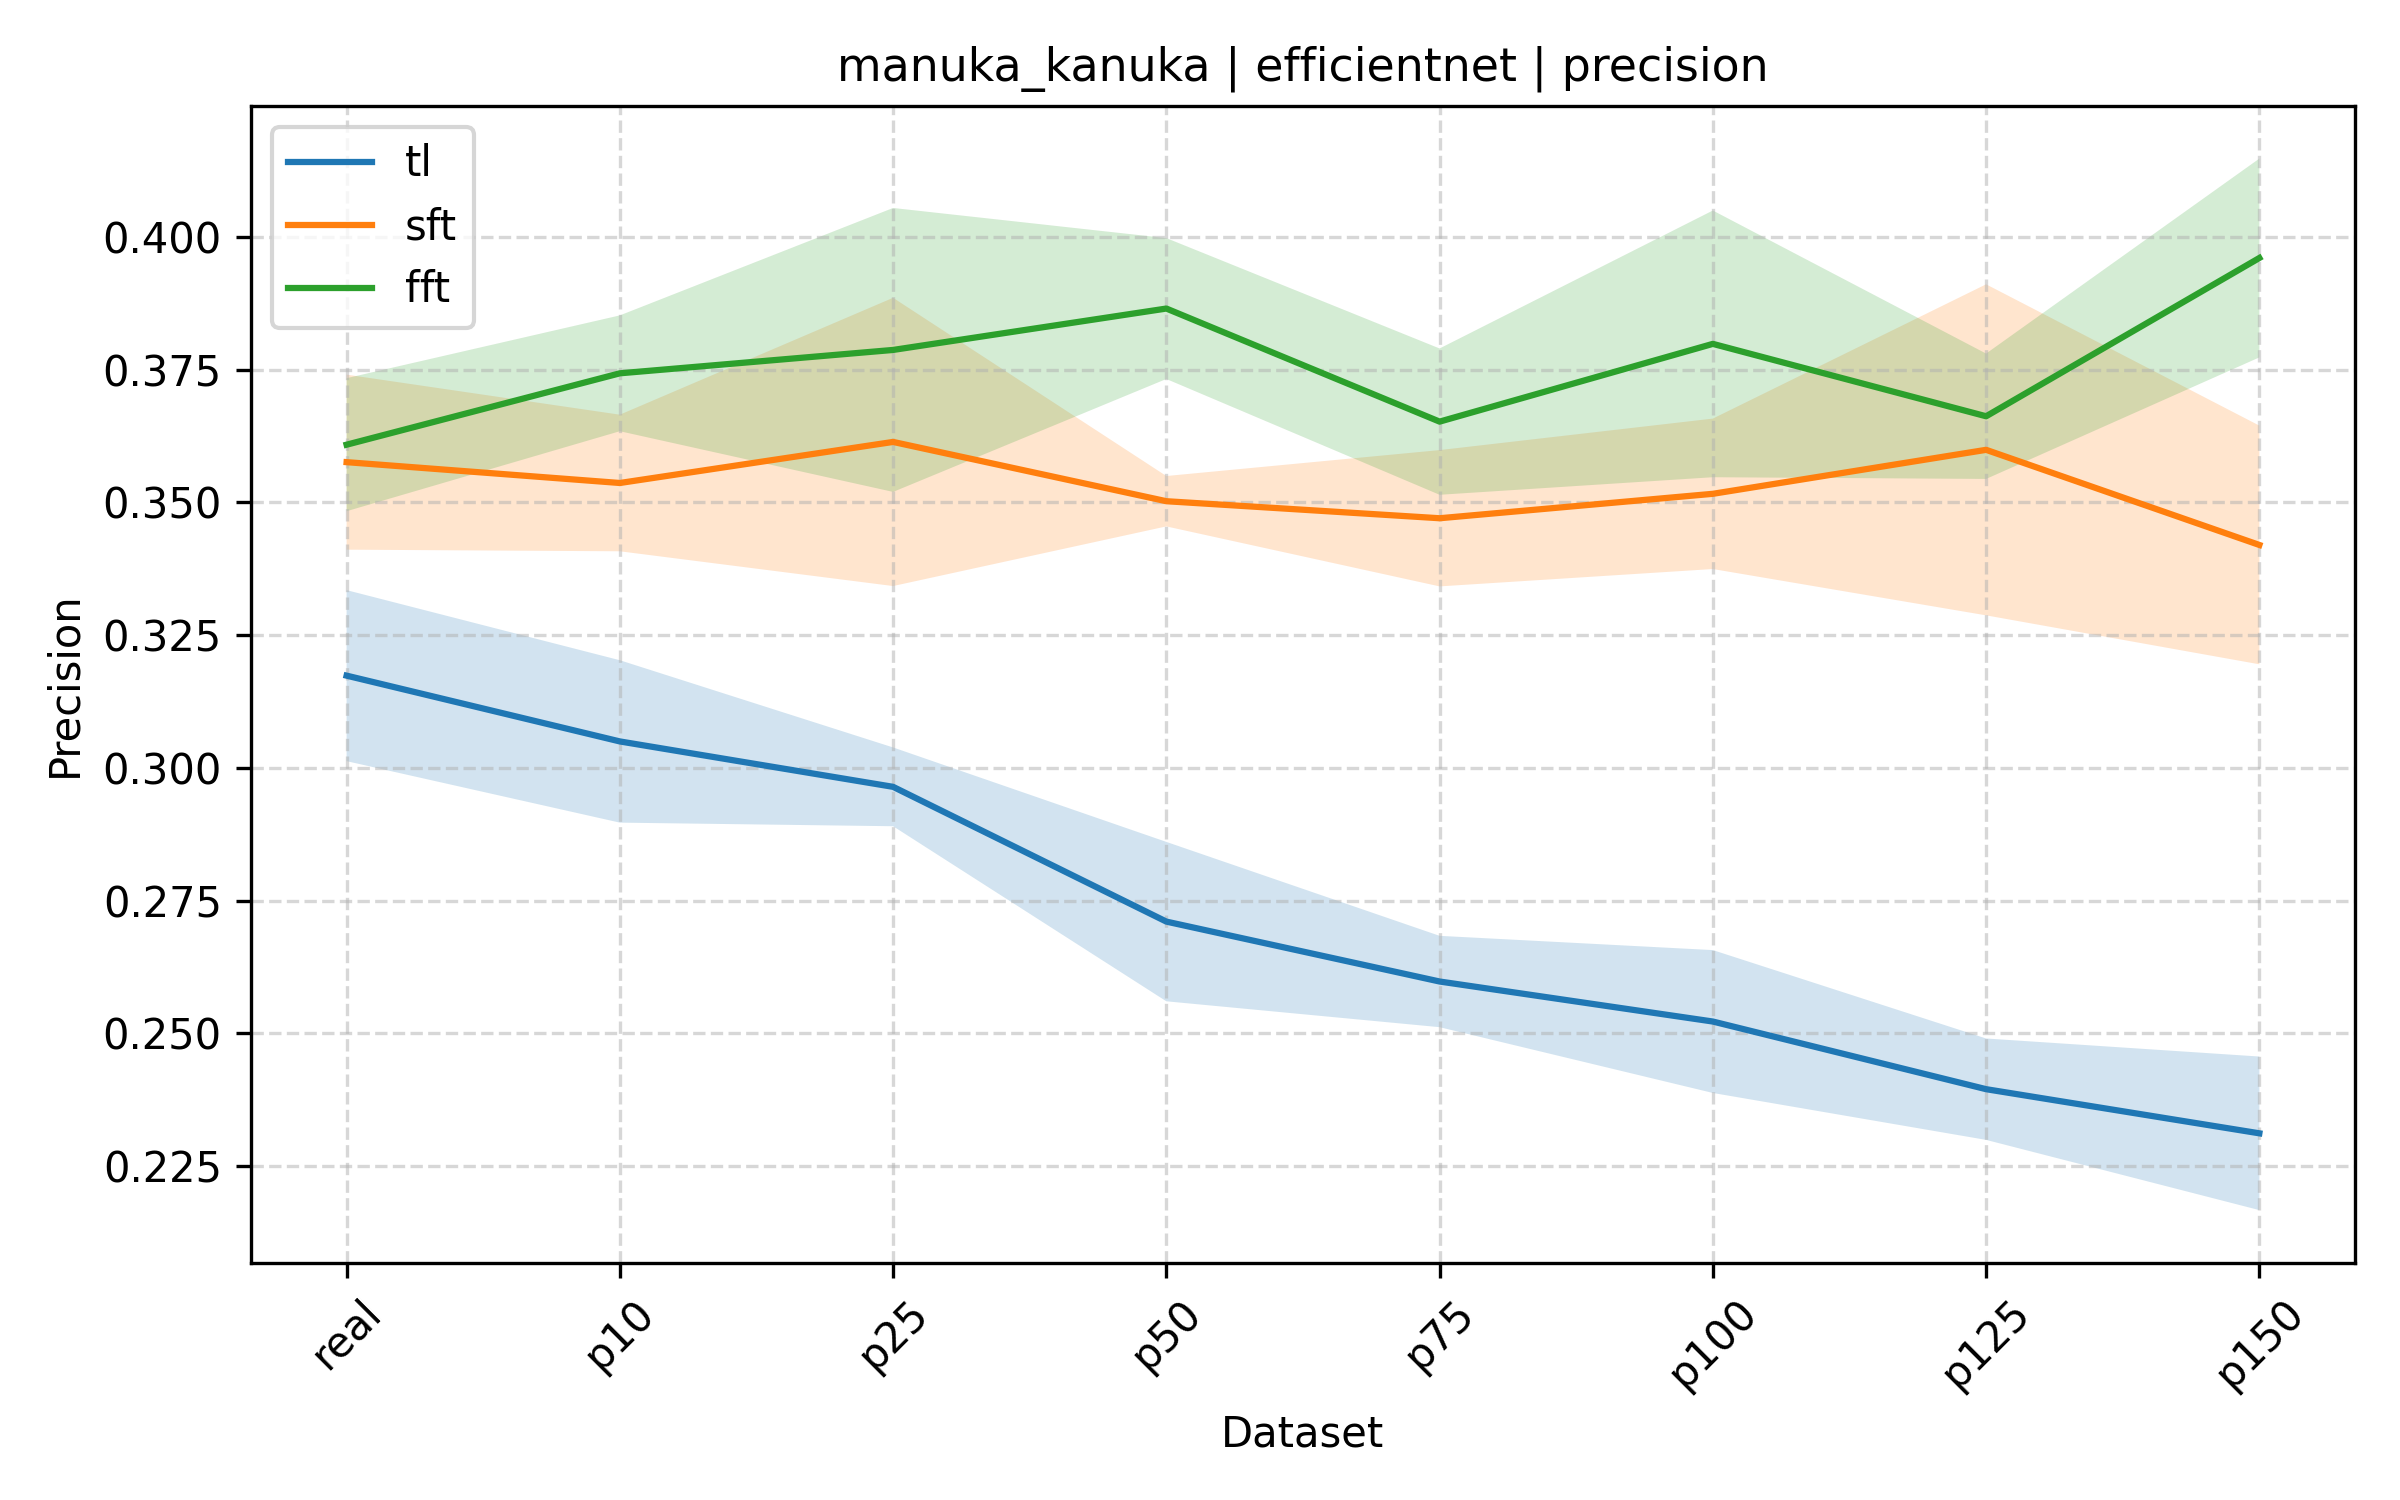 manuka_kanuka | efficientnet | precision
tl
sft
fft
0.400
0.375
0.350
0.325
0.300
0.275
0.250
0.225
Precision
real
p10
p25
p50
p75
p100
p125
p150
Dataset